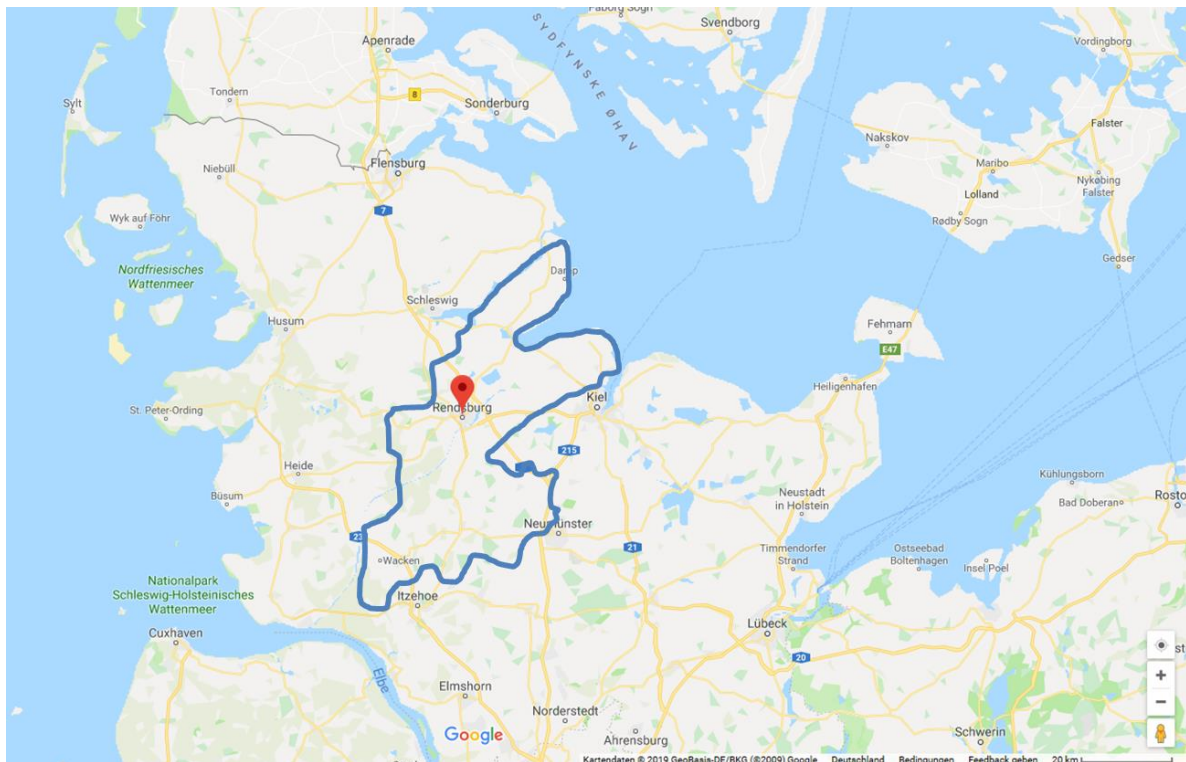 Faborg Sogn
Svendborg
Vordingborg
Apenrade
SYDFYNSKE ØHAV
Tondern
8
Sonderburg
Sylt
Falster
Nakskov
Maribo
Flensburg
Niebüll
Lolland
Nykøbing
Falster
7
Wyk auf Föhr
Rødby Sogn
Gedser
Nordfriesisches
Wattenmeer
Damp
Schleswig
Husum
Fehmarn
E47
Heiligenhafen
St. Peter-Ording
Rendsburg
Kiel
215
Heide
Büsum
Kühlungsborn
Neustadt
in Holstein
Bad Doberan
Rosto
Neumünster
23
21
Wacken
Timmendorfer
Strand
Ostseebad
Boltenhagen
Insel Poel
Nationalpark
Schleswig-Holsteinisches
Wattenmeer
Itzehoe
Cuxhaven
Lübeck
20
st
Elbe
Elmshorn
Norderstedt
Google
Ahrensburg
Schwerin
Kartendaten © 2019 GeoBasis-DE/BKG (©2009) Google Deutschland Bedingungen Feedback geben 20 km